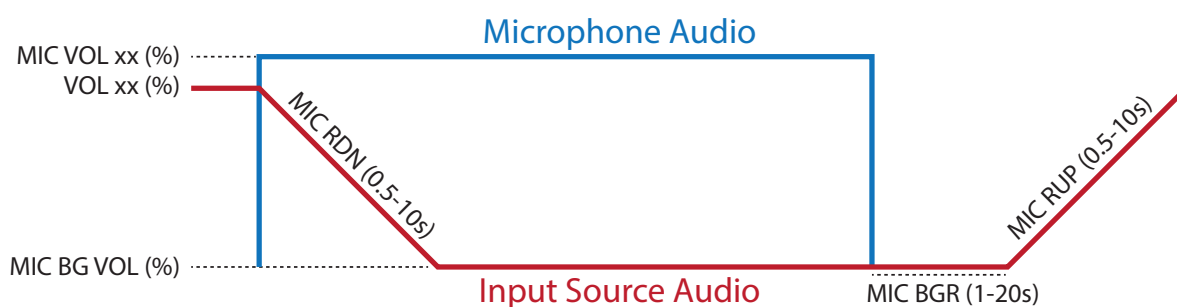 Microphone Audio
MIC VOL xx (%)
VOL xx (%)
MIC RDN (0.5-10s)
MIC RUP (0.5-10s)
MIC BG VOL (%)
Input Source Audio
MIC BGR (1-20s)